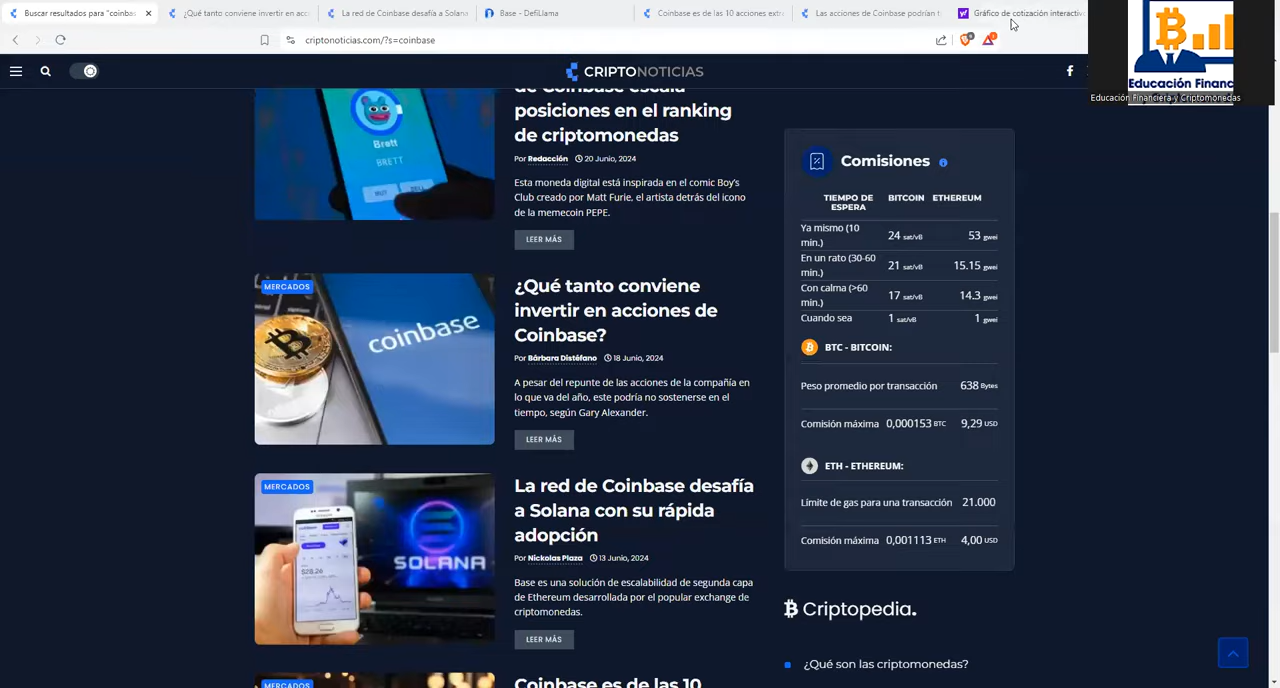 Buscar resultados para "coinbas
¿Qué tanto conviene invertir en acci
La red de Coinbase desafía a Solana
Base - DefiLlama
Coinbase es de las 10 acciones extra
Las acciones de Coinbase podrían t
Gráfico de cotización interactiv
criptonoticias.com/?s=coinbase
CRIPTONOTICIAS
Educación Financ
Educación Financiera y Criptomonedas
de Coinbase escala
posiciones en el ranking
de criptomonedas
Por Redacción 20 Junio, 2024
Esta moneda digital está inspirada en el comic Boy's
Club creado por Matt Furie, el artista detrás del icono
de la memecoin PEPE.
LEER MÁS
Brett
BRETT
BUY
SELL
MERCADOS
coinbase
¿Qué tanto conviene
invertir en acciones de
Coinbase?
Por Bárbara Distéfano 18 Junio, 2024
A pesar del repunte de las acciones de la compañía en
lo que va del año, este podría no sostenerse en el
tiempo, según Gary Alexander.
LEER MÁS
MERCADOS
SOLANA
La red de Coinbase desafía
a Solana con su rápida
adopción
Por Nickolas Plaza 13 Junio, 2024
Base es una solución de escalabilidad de segunda capa
de Ethereum desarrollada por el popular exchange de
criptomonedas.
LEER MÁS
MERCADOS
Coinbase es de las 10
Comisiones
TIEMPO DE ESPERA BITCOIN ETHEREUM
Ya mismo (10 min.) 24 sat/vB 53 gwei
En un rato (30-60 min.) 21 sat/vB 15.15 gwei
Con calma (>60 min.) 17 sat/vB 14.3 gwei
Cuando sea 1 sat/vB 1 gwei
BTC - BITCOIN:
Peso promedio por transacción 638 Bytes
Comisión máxima 0,000153 BTC 9,29 USD
ETH - ETHEREUM:
Límite de gas para una transacción 21.000
Comisión máxima 0,001113 ETH 4,00 USD
Criptopedia.
¿Qué son las criptomonedas?